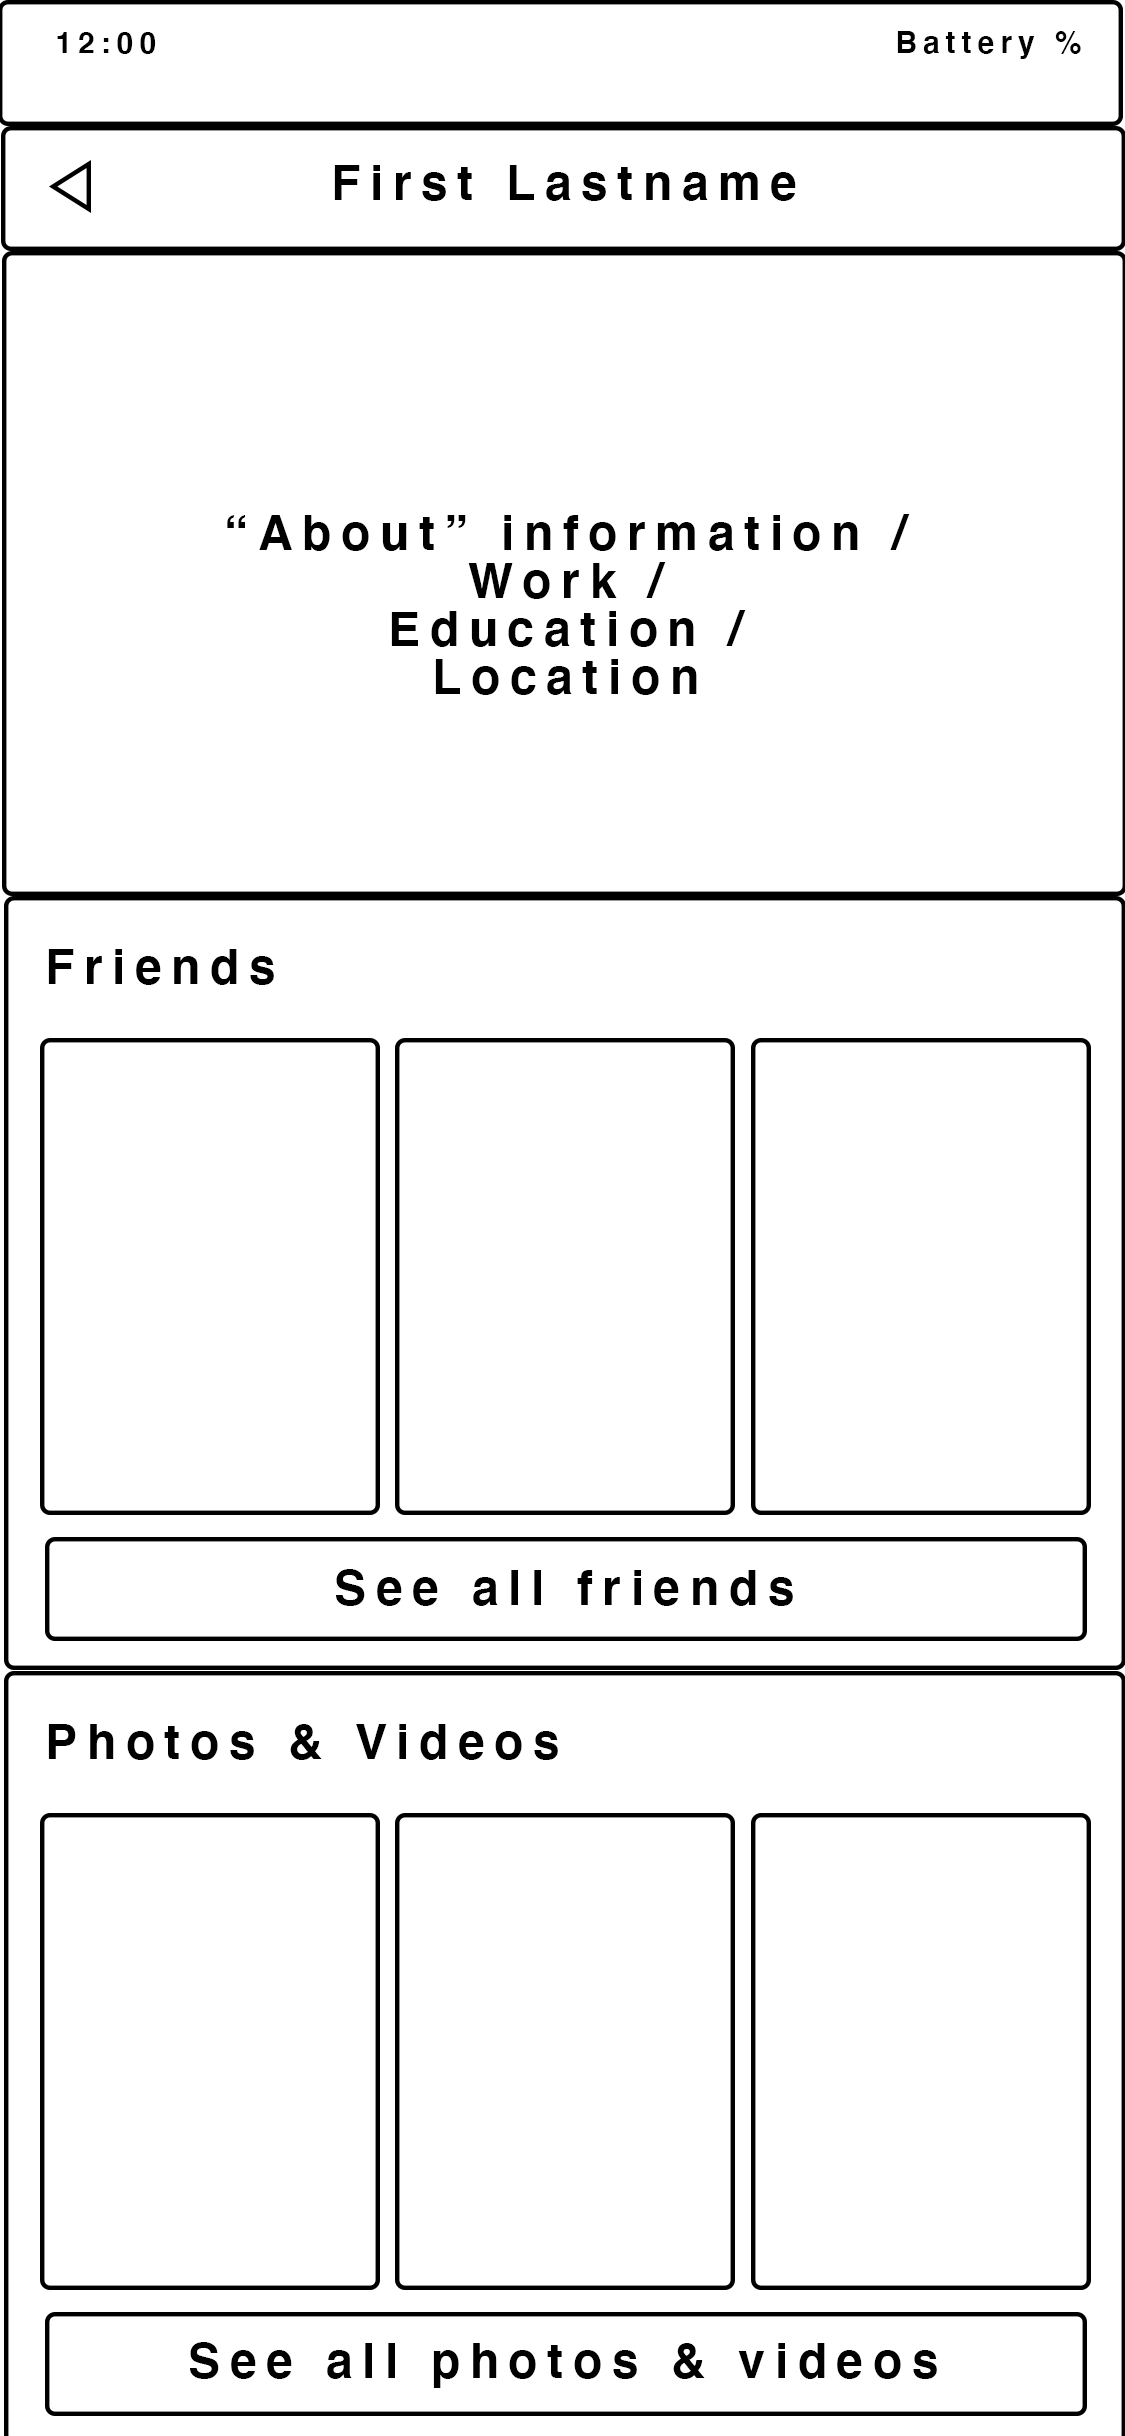 12:00 Battery %
First Lastname
“About” information /
Work /
Education /
Location
Friends
See all friends
Photos & Videos
See all photos & videos